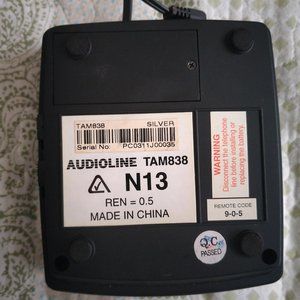 TAM838 SILVER
Serial No: PC0311J00035
AUDIOLINE TAM838
N13
REN = 0.5
MADE IN CHINA
WARNING
Disconnect the telephone
line before installing or
replacing the battery.
REMOTE CODE
9-0-5
QC
PASSED